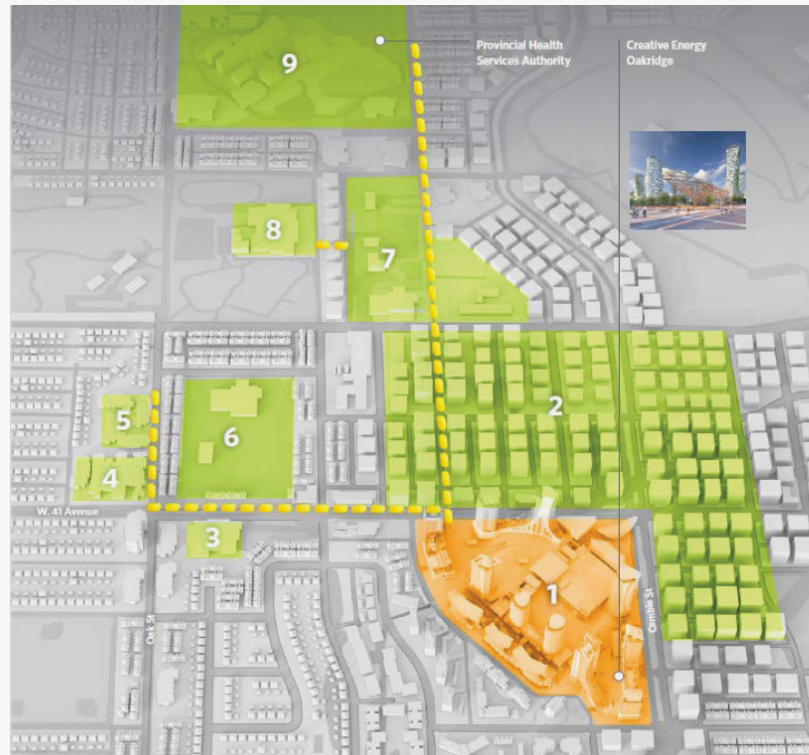 Provincial Health
Services Authority
Creative Energy
Oakridge
9
8
7
2
5
6
4
W. 41 Avenue
3
1
Oak St
Cambie St